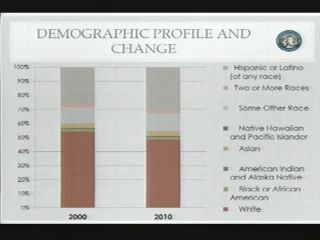 DEMOGRAPHIC PROFILE AND
CHANGE
100%
90%
80%
70%
60%
50%
40%
30%
20%
10%
0%
2000
2010
Hispanic or Latino
(of any race)
Two or More Races
Some Other Race
Native Hawaiian
and Pacific Islander
Asian
American Indian
and Alaska Native
Black or African
American
White